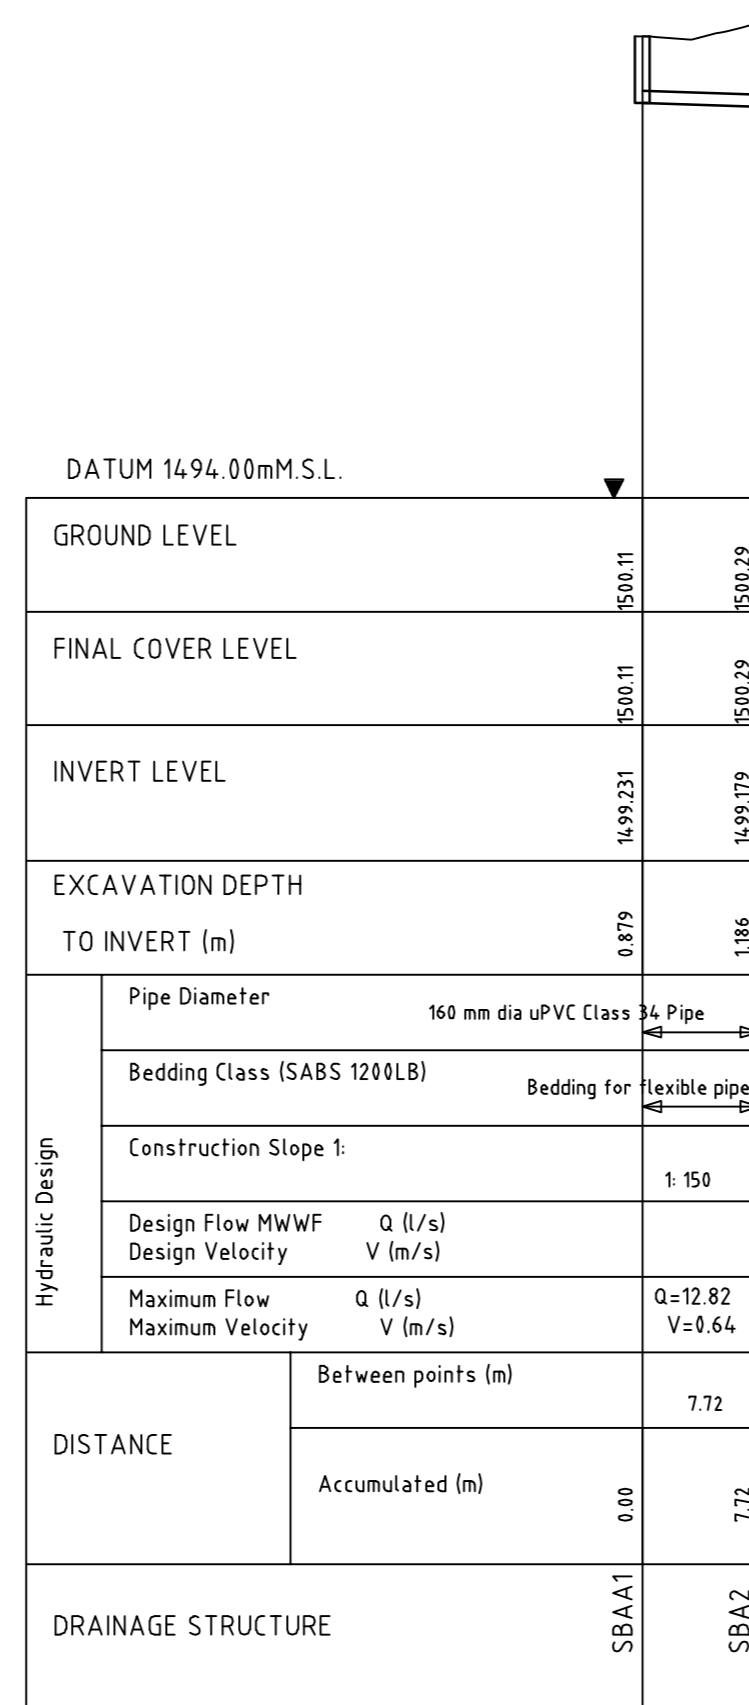 DATUM 1494.00mM.S.L.
GROUND LEVEL
1500.11
1500.29
FINAL COVER LEVEL
1500.11
1500.29
INVERT LEVEL
1499.231
1499.179
EXCAVATION DEPTH
TO INVERT (m)
0.879
1.186
Hydraulic Design
Pipe Diameter
160 mm dia uPVC Class 34 Pipe
Bedding Class (SABS 1200LB)
Bedding for flexible pipe
Construction Slope 1:
1: 150
Design Flow MWWF Q (l/s)
Design Velocity V (m/s)
Maximum Flow Q (l/s)
Maximum Velocity V (m/s)
Q=12.82
V=0.64
DISTANCE
Between points (m)
7.72
Accumulated (m)
0.00
7.72
DRAINAGE STRUCTURE
SBAA1
SBA2